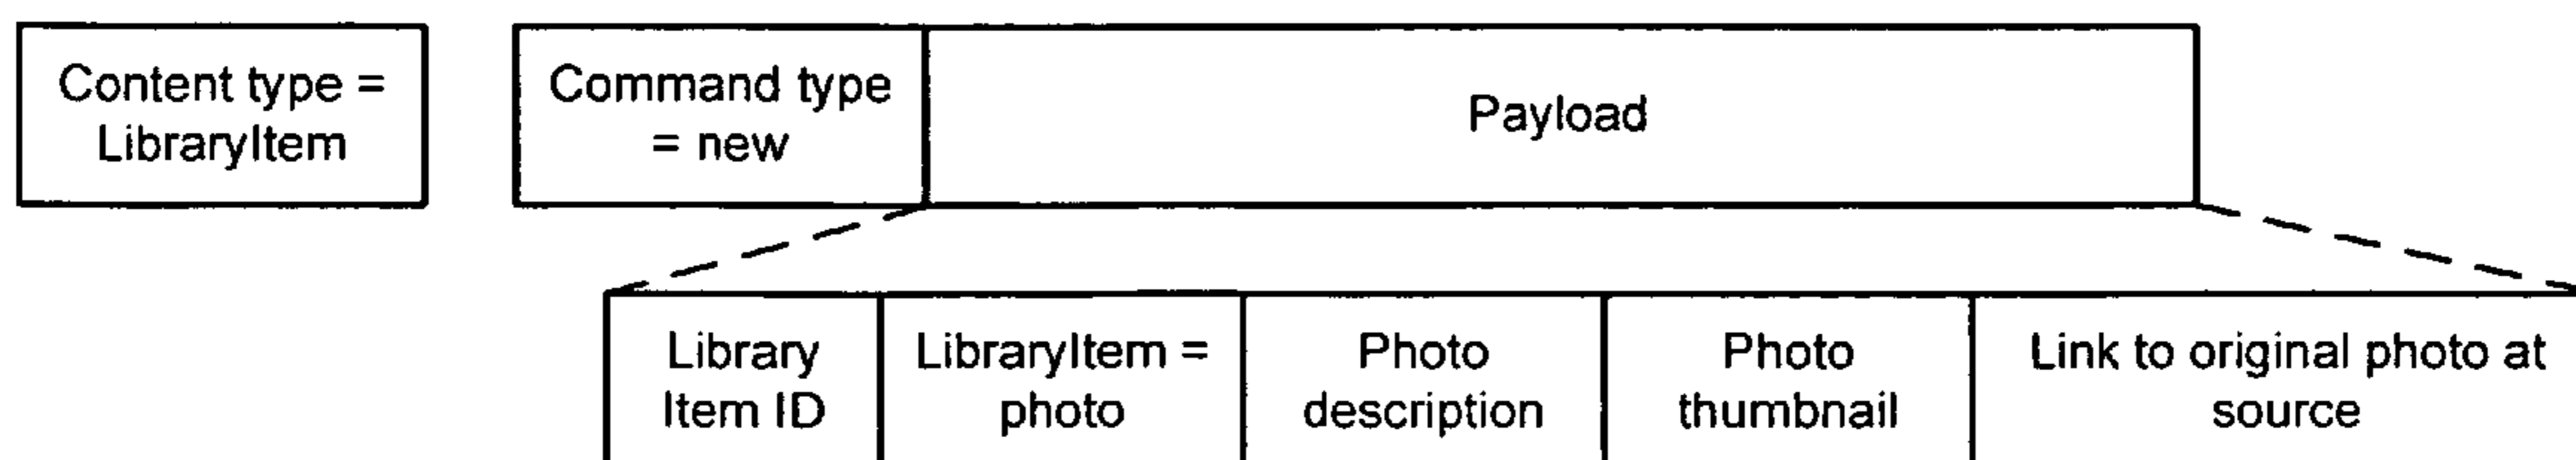 Content type =
LibraryItem
Command type
= new
Payload
Library
Item ID
LibraryItem =
photo
Photo
description
Photo
thumbnail
Link to original photo at
source